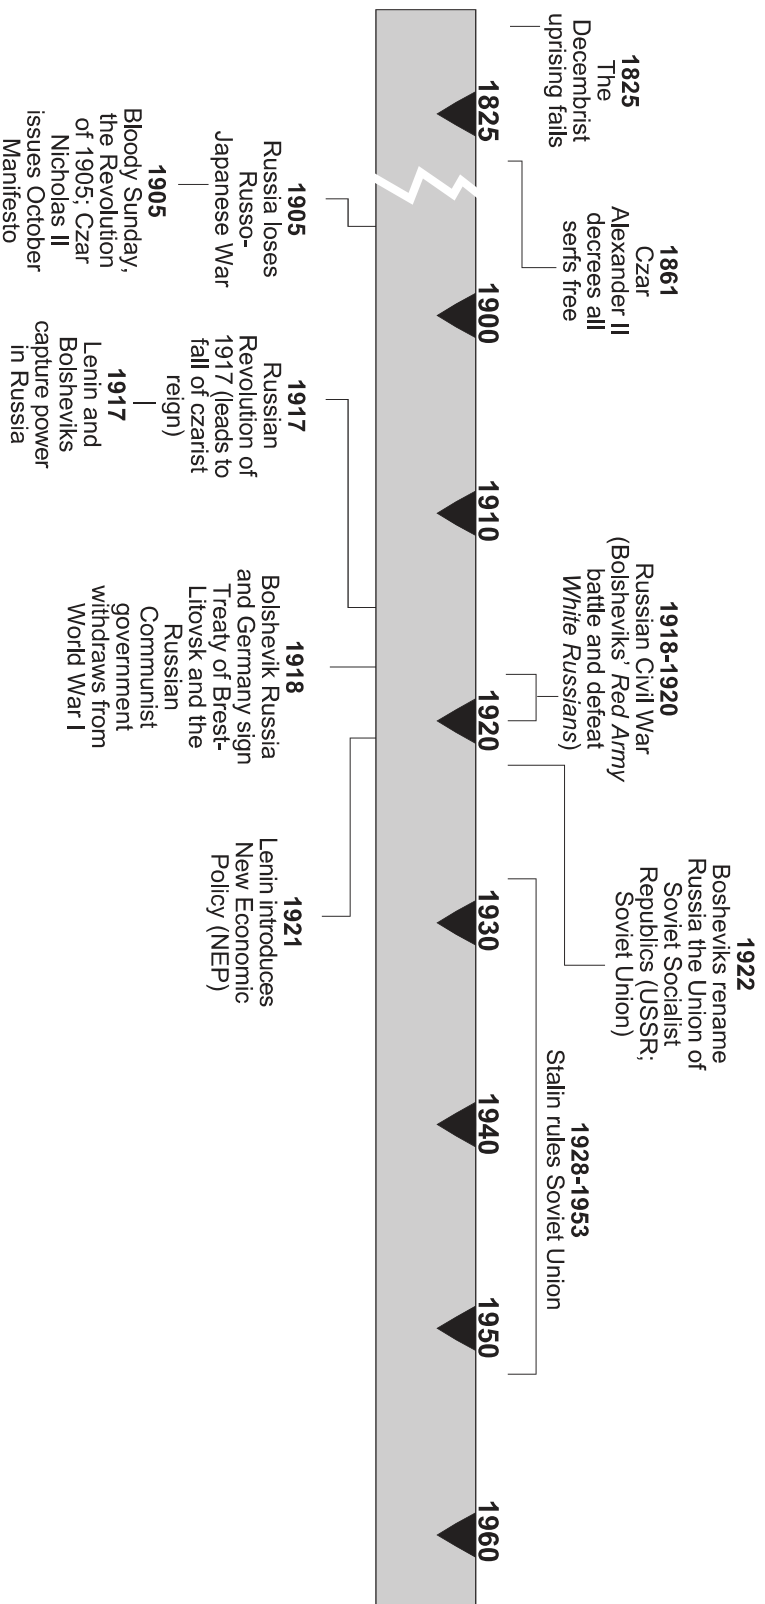 1825
The
Decembrist
uprising fails
1861
Czar
Alexander II
decrees all
serfs free
1918-1920
Russian Civil War
(Bolsheviks' Red Army
battle and defeat
White Russians)
1922
Bosheviks rename
Russia the Union of
Soviet Socialist
Republics (USSR;
Soviet Union)
1928-1953
Stalin rules Soviet Union
1825
1900
1910
1920
1930
1940
1950
1960
1905
Russia loses
Russo-
Japanese War
1905
Bloody Sunday,
the Revolution
of 1905; Czar
Nicholas II
issues October
Manifesto
1917
Russian
Revolution of
1917 (leads to
fall of czarist
reign)
1917
Lenin and
Bolsheviks
capture power
in Russia
1918
Bolshevik Russia
and Germany sign
Treaty of Brest-
Litovsk and the
Russian
Communist
government
withdraws from
World War I
1921
Lenin introduces
New Economic
Policy (NEP)